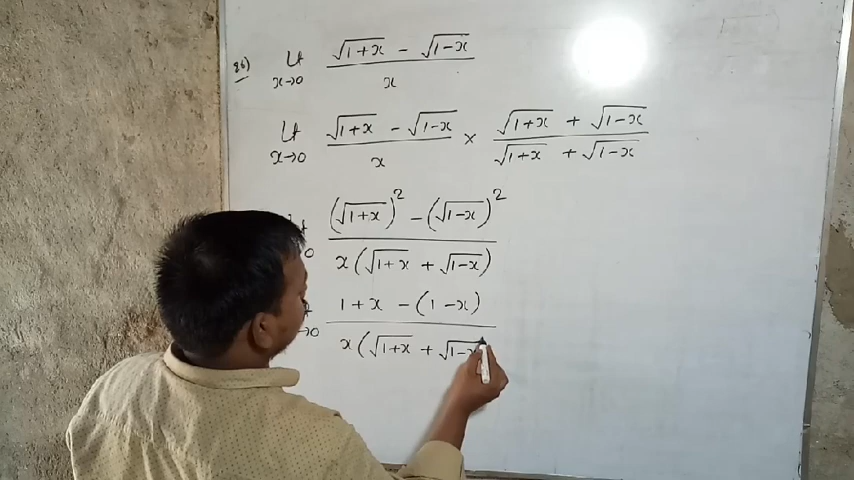 86) Lt x→0 (√(1+x) − √(1−x)) / x
Lt x→0 (√(1+x) − √(1−x)) / x × (√(1+x) + √(1−x)) / (√(1+x) + √(1−x))
((√(1+x))² − (√(1−x))²) / (x(√(1+x) + √(1−x)))
(1+x − (1−x)) / (x(√(1+x) + √(1−x